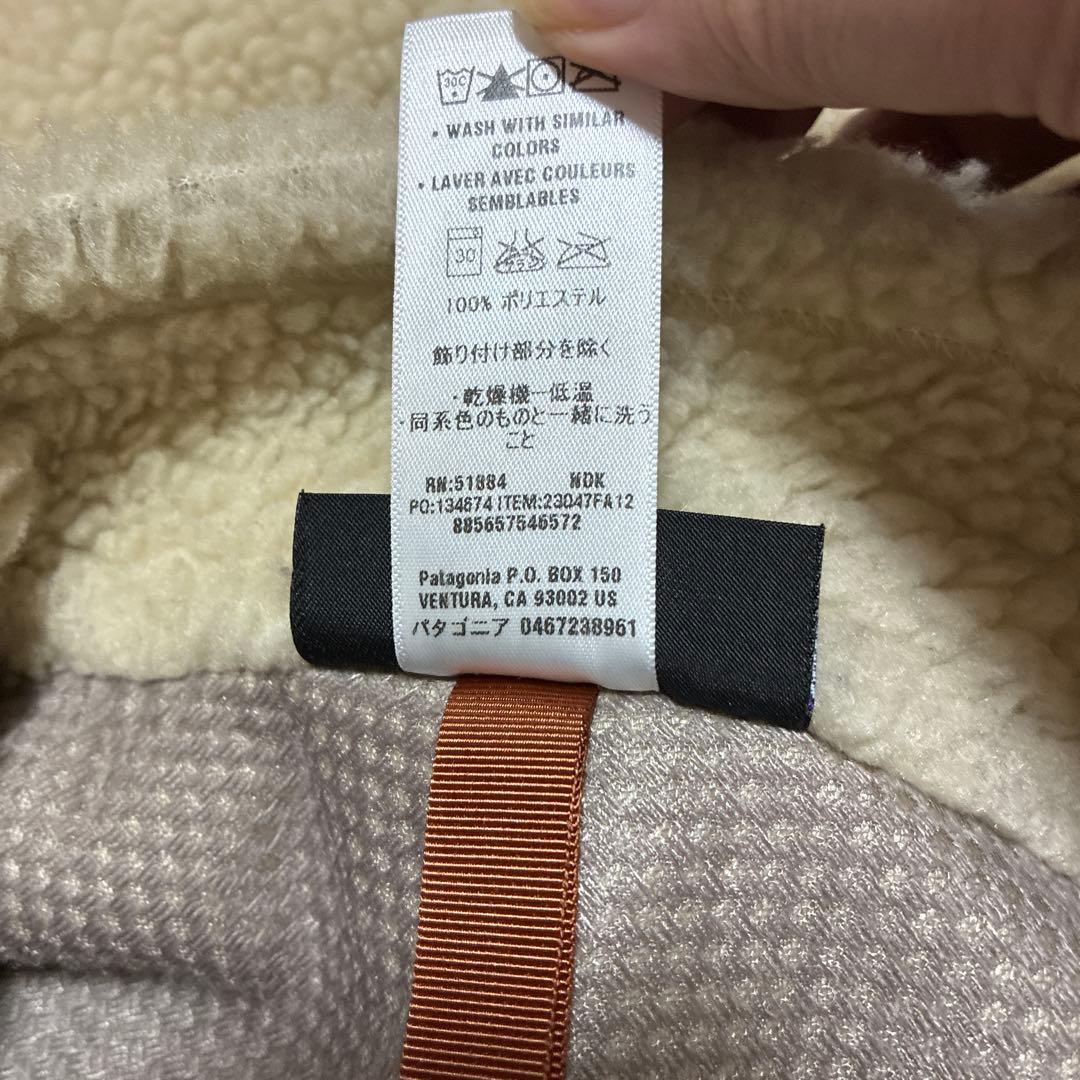 30C
• WASH WITH SIMILAR
COLORS
• LAVER AVEC COULEURS
SEMBLABLES
30
100% ポリエステル
飾り付け部分を除く
・乾燥機一低温
・同系色のものと一緒に洗う
こと
RN:51884 NDK
PO:134674 ITEM:23047FA12
885657546572
Patagonia P.O. BOX 150
VENTURA, CA 93002 US
パタゴニア 0467238961